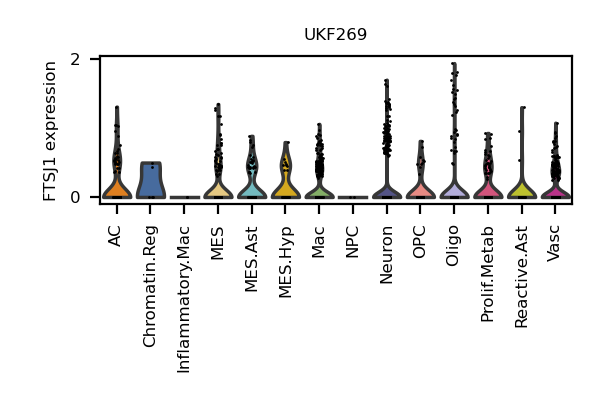 UKF269
FTSJ1 expression
2
0
AC
Chromatin.Reg
Inflammatory.Mac
MES
MES.Ast
MES.Hyp
Mac
NPC
Neuron
OPC
Oligo
Prolif.Metab
Reactive.Ast
Vasc